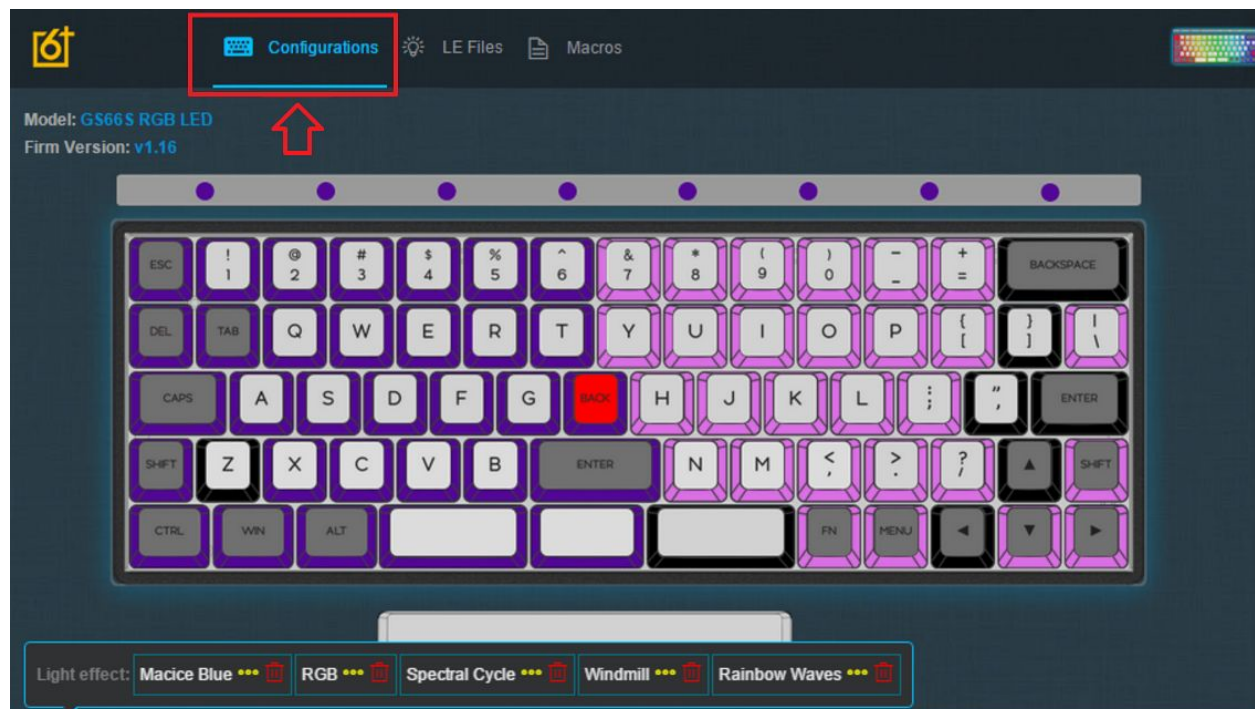 6+
Configurations LE Files Macros
Model: GS66S RGB LED
Firm Version: v1.16
ESC ! 1 @ 2 # 3 $ 4 % 5 ^ 6 & 7 * 8 ( 9 ) 0 - _ + = BACKSPACE
DEL TAB Q W E R T Y U I O P { [ } ] | \
CAPS A S D F G BACK H J K L : ; " , ENTER
SHIFT Z X C V B ENTER N M < , > . ? / ▲ SHIFT
CTRL WIN ALT FN MENU ◄ ▼ ►
Light effect: Macice Blue ••• RGB ••• Spectral Cycle ••• Windmill ••• Rainbow Waves •••